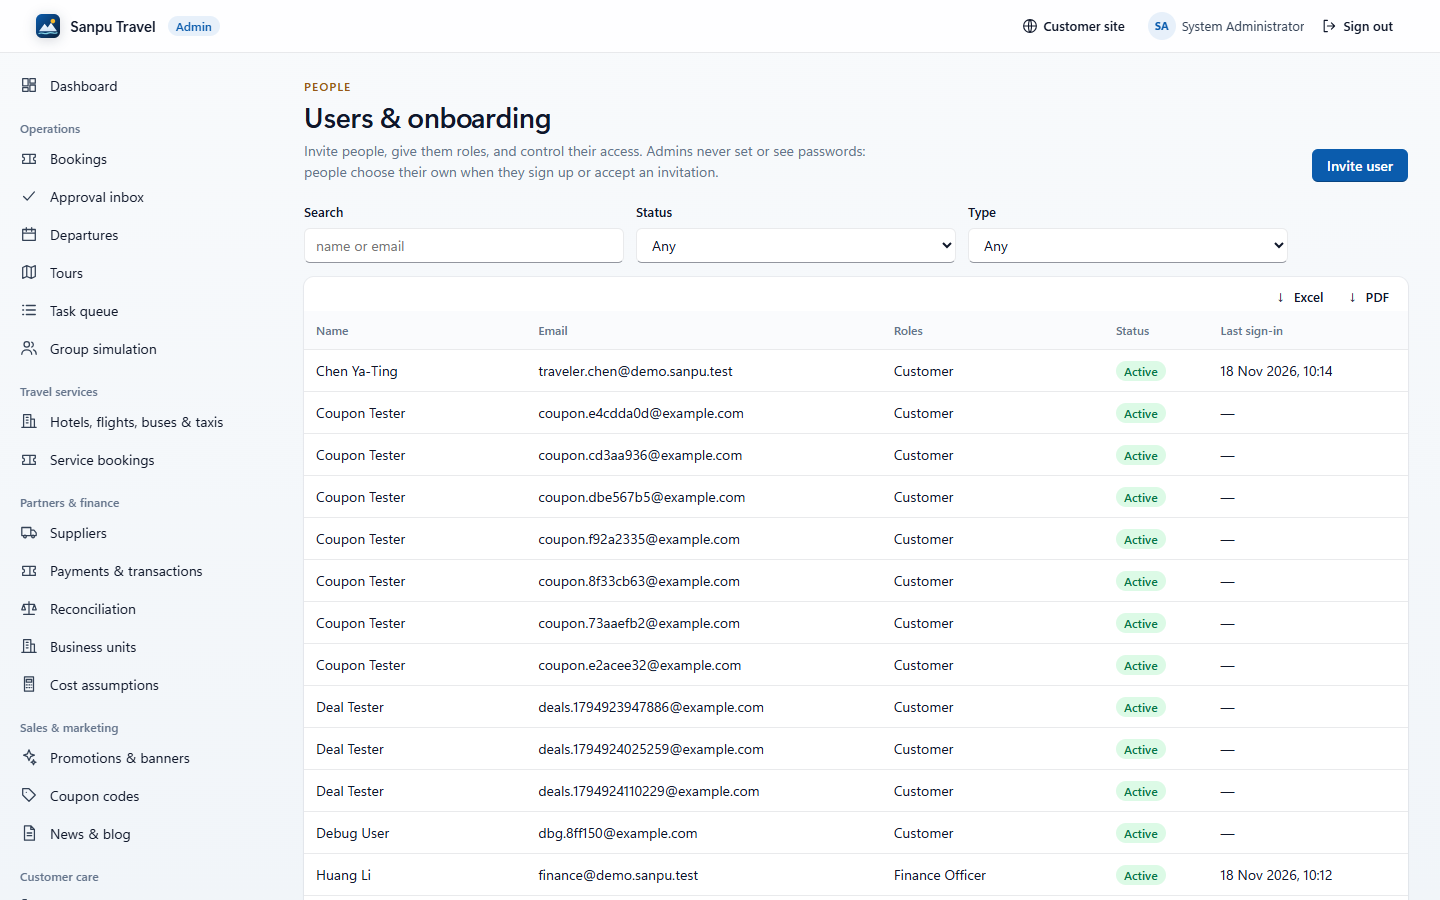 Sanpu Travel Admin
Customer site SA System Administrator Sign out
Dashboard
Operations
Bookings
Approval inbox
Departures
Tours
Task queue
Group simulation
Travel services
Hotels, flights, buses & taxis
Service bookings
Partners & finance
Suppliers
Payments & transactions
Reconciliation
Business units
Cost assumptions
Sales & marketing
Promotions & banners
Coupon codes
News & blog
Customer care
PEOPLE
Users & onboarding
Invite people, give them roles, and control their access. Admins never set or see passwords:
people choose their own when they sign up or accept an invitation.
Invite user
Search Status Type
name or email Any Any
↓ Excel ↓ PDF
Name Email Roles Status Last sign-in
Chen Ya-Ting traveler.chen@demo.sanpu.test Customer Active 18 Nov 2026, 10:14
Coupon Tester coupon.e4cdda0d@example.com Customer Active —
Coupon Tester coupon.cd3aa936@example.com Customer Active —
Coupon Tester coupon.dbe567b5@example.com Customer Active —
Coupon Tester coupon.f92a2335@example.com Customer Active —
Coupon Tester coupon.8f33cb63@example.com Customer Active —
Coupon Tester coupon.73aaefb2@example.com Customer Active —
Coupon Tester coupon.e2acee32@example.com Customer Active —
Deal Tester deals.1794923947886@example.com Customer Active —
Deal Tester deals.1794924025259@example.com Customer Active —
Deal Tester deals.1794924110229@example.com Customer Active —
Debug User dbg.8ff150@example.com Customer Active —
Huang Li finance@demo.sanpu.test Finance Officer Active 18 Nov 2026, 10:12